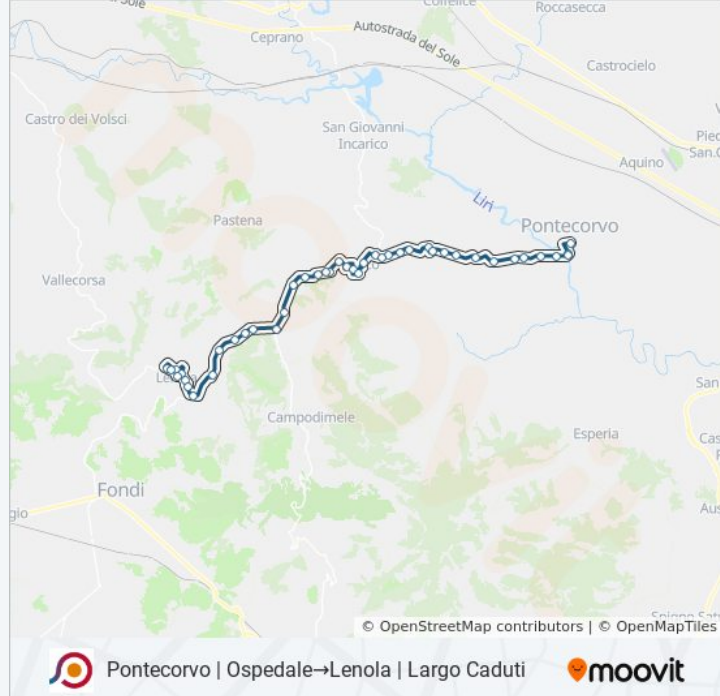 del Sole
Colfelice
Roccasecca
Ceprano
Autostrada del Sole
Castrocielo
Castro dei Volsci
San Giovanni
Incarico
Aquino
Liri
Pastena
Pontecorvo
Vallecorsa
Campodimele
Esperia
Fondi
© OpenStreetMap contributors | © OpenMapTiles
Pontecorvo | Ospedale→Lenola | Largo Caduti
moovit